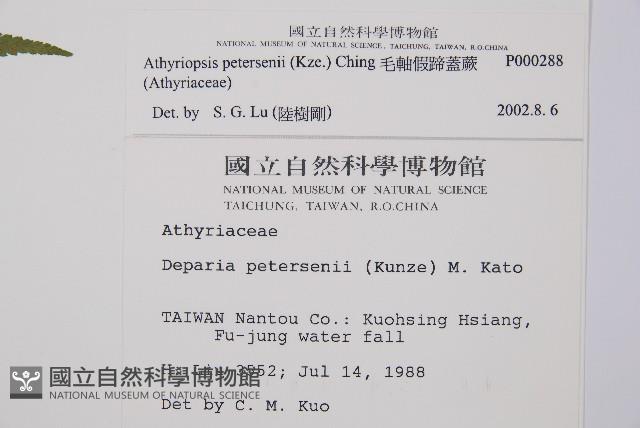 國立自然科學博物館
NATIONAL MUSEUM OF NATURAL SCIENCE, TAICHUNG, TAIWAN, R.O.CHINA
Athyriopsis petersenii (Kze.) Ching 毛軸假蹄蓋蕨 P000288
(Athyriaceae)
Det. by S. G. Lu (陸樹剛) 2002.8. 6
國立自然科學博物館
NATIONAL MUSEUM OF NATURAL SCIENCE
TAICHUNG, TAIWAN, R.O.CHINA
Athyriaceae
Deparia petersenii (Kunze) M. Kato
TAIWAN Nantou Co.: Kuohsing Hsiang,
Fu-jung water fall
3552; Jul 14, 1988
國立自然科學博物館
NATIONAL MUSEUM OF NATURAL SCIENCE
Det by C. M. Kuo